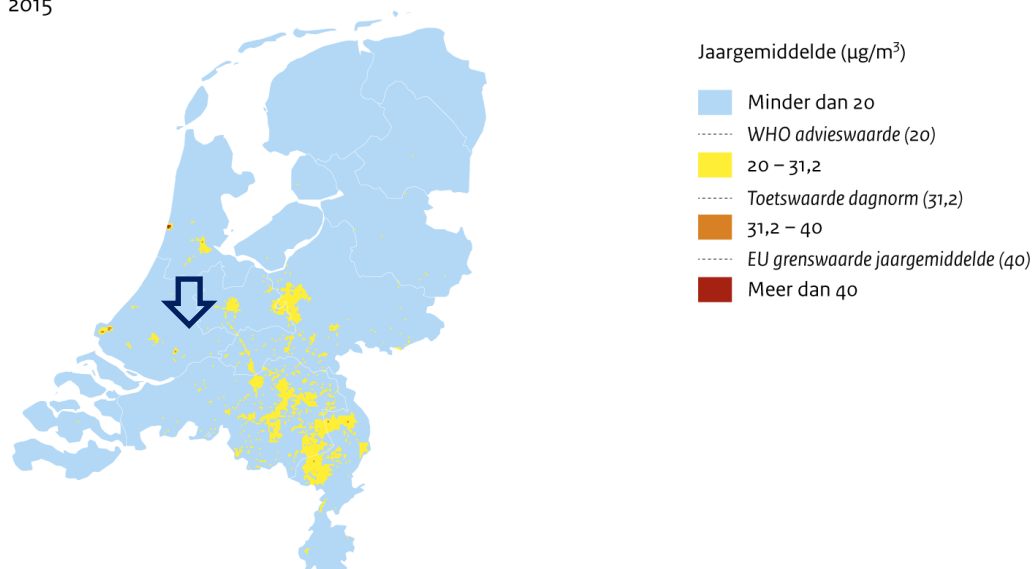 2015
Jaargemiddelde (µg/m³)
Minder dan 20
WHO advieswaarde (20)
20 – 31,2
Toetswaarde dagnorm (31,2)
31,2 – 40
EU grenswaarde jaargemiddelde (40)
Meer dan 40